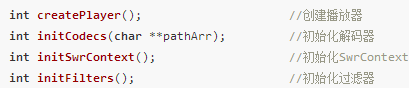 int createPlayer(); //创建播放器
int initCodecs(char **pathArr); //初始化解码器
int initSwrContext(); //初始化SwrContext
int initFilters(); //初始化过滤器